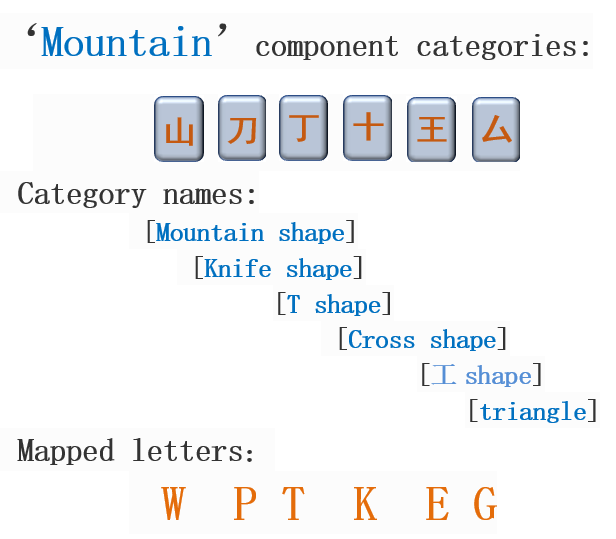 ‘Mountain’ component categories:
山 刀 丁 十 王 厶
Category names:
[Mountain shape]
[Knife shape]
[T shape]
[Cross shape]
[工 shape]
[triangle]
Mapped letters:
W P T K E G